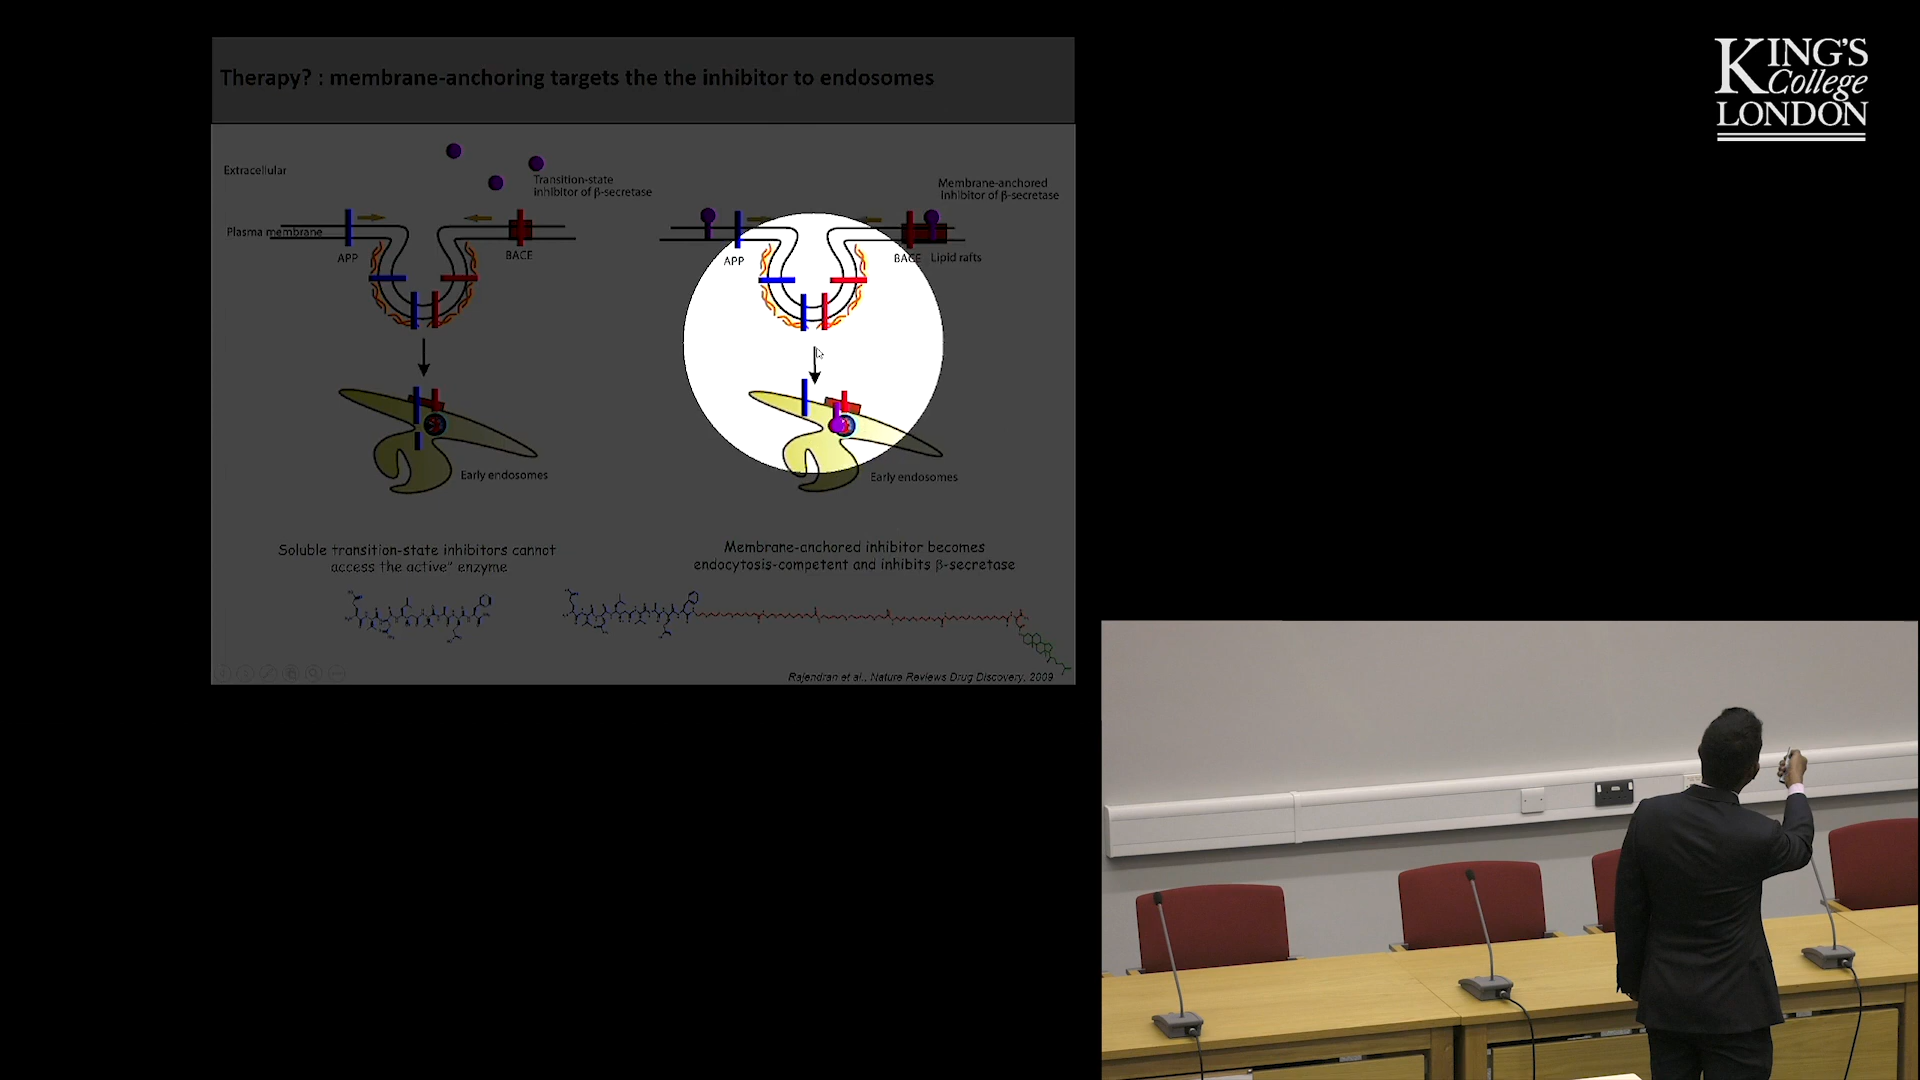 KING'S
College
LONDON
Therapy? : membrane-anchoring targets the the inhibitor to endosomes
Extracellular
Transition-state
inhibitor of β-secretase
Plasma membrane
APP
BACE
Early endosomes
Membrane-anchored
inhibitor of β-secretase
APP
BACE
Lipid rafts
Early endosomes
Soluble transition-state inhibitors cannot
access the active" enzyme
Membrane-anchored inhibitor becomes
endocytosis-competent and inhibits β-secretase
Rajendran et al., Nature Reviews Drug Discovery, 2009